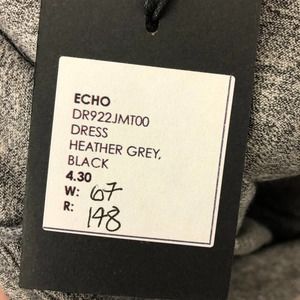 ECHO
DR922JMT00
DRESS
HEATHER GREY,
BLACK
4.30
W: 67
R: 148